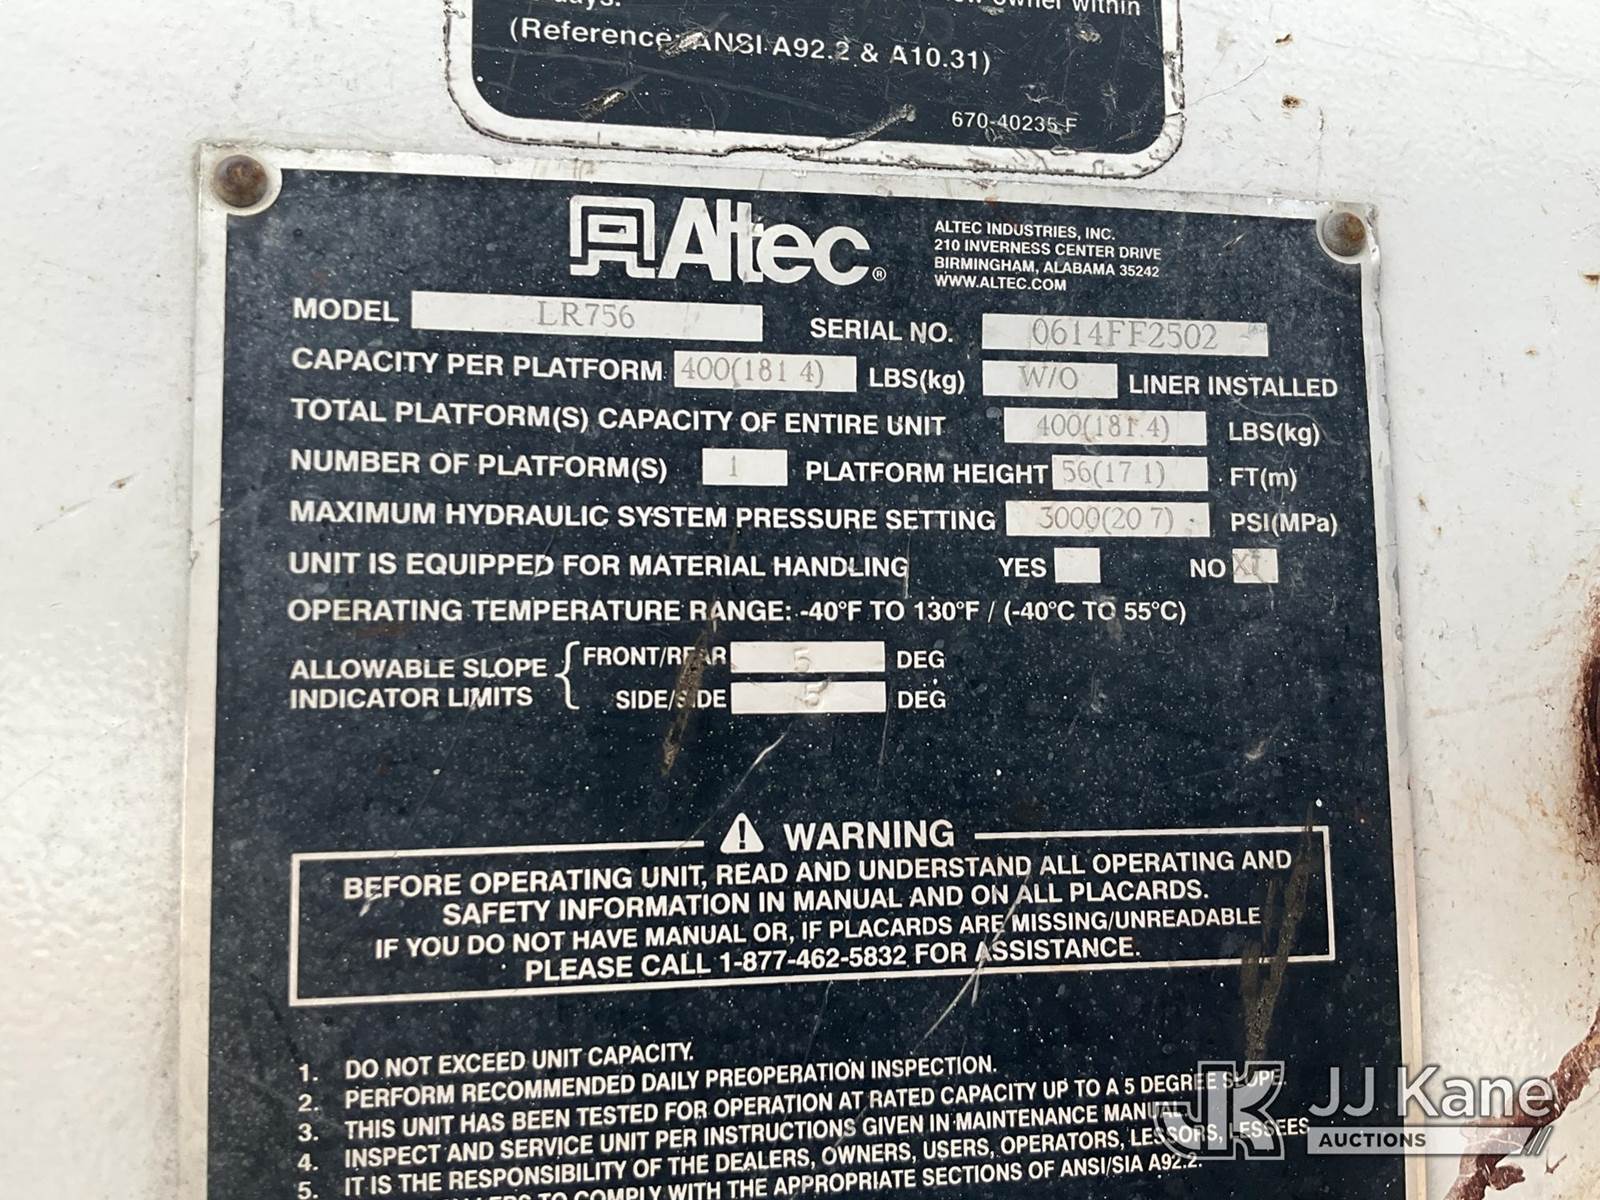 owner within
days.
(Reference: ANSI A92.2 & A10.31)
670-40235 F
Altec®
ALTEC INDUSTRIES, INC.
210 INVERNESS CENTER DRIVE
BIRMINGHAM, ALABAMA 35242
WWW.ALTEC.COM
MODEL LR756 SERIAL NO. 0614FF2502
CAPACITY PER PLATFORM 400(181 4) LBS(kg) W/O LINER INSTALLED
TOTAL PLATFORM(S) CAPACITY OF ENTIRE UNIT 400(181.4) LBS(kg)
NUMBER OF PLATFORM(S) 1 PLATFORM HEIGHT 56(17 1) FT(m)
MAXIMUM HYDRAULIC SYSTEM PRESSURE SETTING 3000(20 7) PSI(MPa)
UNIT IS EQUIPPED FOR MATERIAL HANDLING YES NO X
OPERATING TEMPERATURE RANGE: -40°F TO 130°F / (-40°C TO 55°C)
ALLOWABLE SLOPE INDICATOR LIMITS
FRONT/REAR 5 DEG
SIDE/SIDE 5 DEG
WARNING
BEFORE OPERATING UNIT, READ AND UNDERSTAND ALL OPERATING AND
SAFETY INFORMATION IN MANUAL AND ON ALL PLACARDS.
IF YOU DO NOT HAVE MANUAL OR, IF PLACARDS ARE MISSING/UNREADABLE
PLEASE CALL 1-877-462-5832 FOR ASSISTANCE.
1. DO NOT EXCEED UNIT CAPACITY.
2. PERFORM RECOMMENDED DAILY PREOPERATION INSPECTION.
3. THIS UNIT HAS BEEN TESTED FOR OPERATION AT RATED CAPACITY UP TO A 5 DEGREE SLOPE.
4. INSPECT AND SERVICE UNIT PER INSTRUCTIONS GIVEN IN MAINTENANCE MANUAL.
5. IT IS THE RESPONSIBILITY OF THE DEALERS, OWNERS, USERS, OPERATORS, LESSORS, LESSEES
TO COMPLY WITH THE APPROPRIATE SECTIONS OF ANSI/SIA A92.2.
JK JJ Kane
AUCTIONS